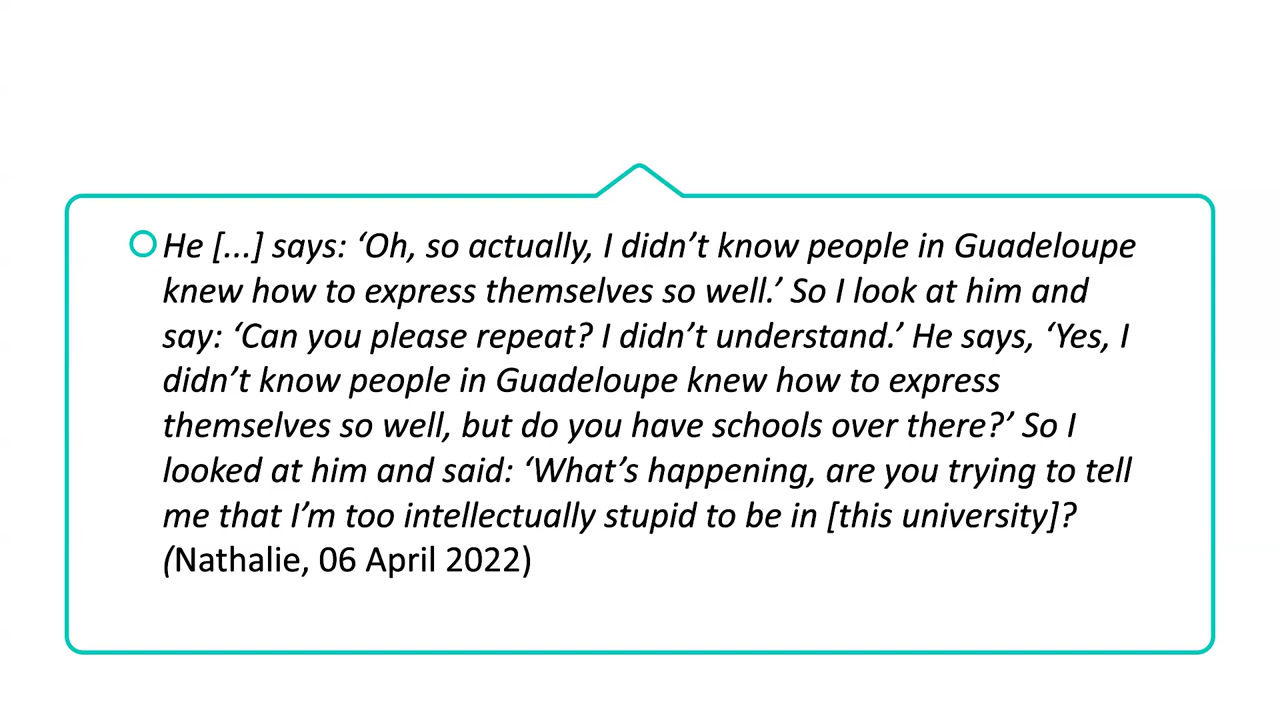 He [...] says: ‘Oh, so actually, I didn’t know people in Guadeloupe
knew how to express themselves so well.’ So I look at him and
say: ‘Can you please repeat? I didn’t understand.’ He says, ‘Yes, I
didn’t know people in Guadeloupe knew how to express
themselves so well, but do you have schools over there?’ So I
looked at him and said: ‘What’s happening, are you trying to tell
me that I’m too intellectually stupid to be in [this university]?
(Nathalie, 06 April 2022)